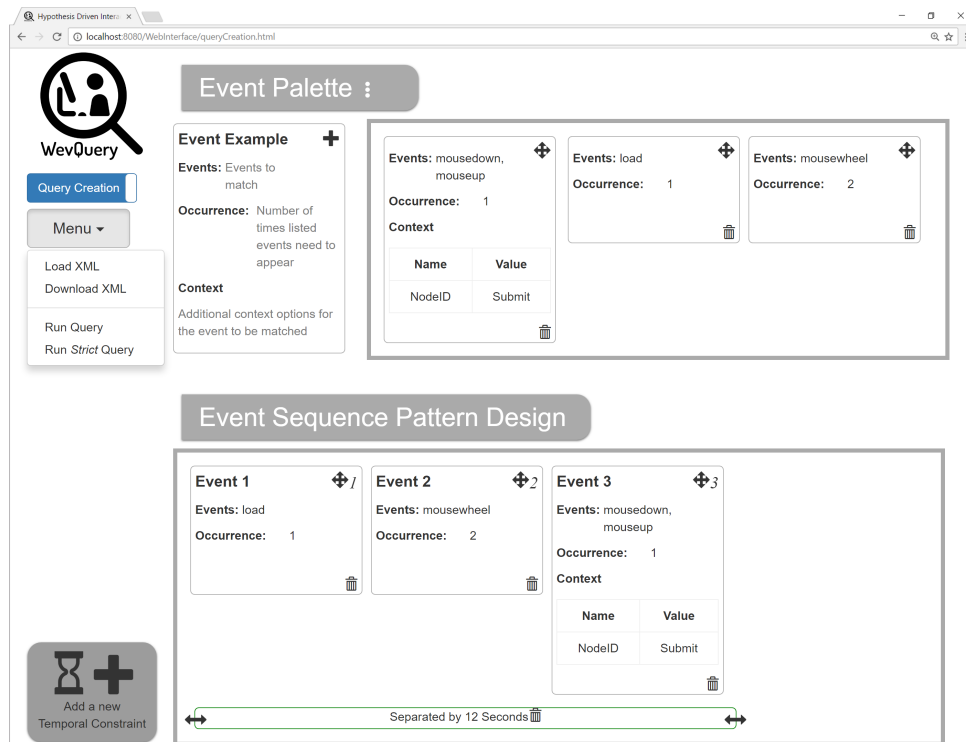 Hypothesis Driven Intera
localhost:8080/WebInterface/queryCreation.html
WevQuery
Query Creation
Menu
Load XML
Download XML
Run Query
Run Strict Query
Event Palette
Event Example
Events: Events to
match
Occurrence: Number of
times listed
events need to
appear
Context
Additional context options for
the event to be matched
Events: mousedown,
mouseup
Occurrence: 1
Context
Name Value
NodeID Submit
Events: load
Occurrence: 1
Events: mousewheel
Occurrence: 2
Event Sequence Pattern Design
Event 1 1
Events: load
Occurrence: 1
Event 2 2
Events: mousewheel
Occurrence: 2
Event 3 3
Events: mousedown,
mouseup
Occurrence: 1
Context
Name Value
NodeID Submit
Add a new
Temporal Constraint
Separated by 12 Seconds